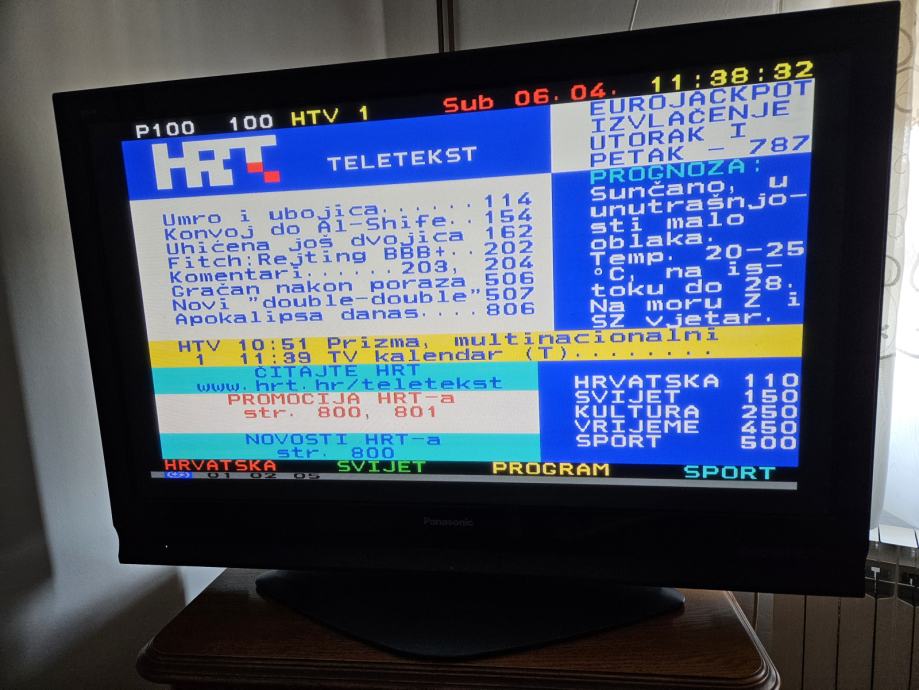 P100 100 HTV 1 Sub 06.04. 11:38:32
HRT TELETEKST
EUROJACKPOT
IZVLAČENJE
UTORAK I
PETAK - 787
PROGNOZA:
Sunčano, u
unutrašnjo-
sti malo
oblaka.
Temp. 20-25
°C, na is-
toku do 28.
Na moru Z i
SZ vjetar.
Umro i ubojica......114
Konvoj do Al-Shife..154
Uhićena još dvojica 162
Fitch:Rejting BBB+..202
Komentari......203, 204
Gračan nakon poraza 506
Novi "double-double"507
Apokalipsa danas....806
HTV 10:51 Prizma, multinacionalni
1 11:39 TV kalendar (T)........
ČITAJTE HRT
www.hrt.hr/teletekst
PROMOCIJA HRT-a
str. 800, 801
NOVOSTI HRT-a
str. 800
HRVATSKA 110
SVIJET 150
KULTURA 250
VRIJEME 450
SPORT 500
HRVATSKA SVIJET PROGRAM SPORT
01 02 05
Panasonic